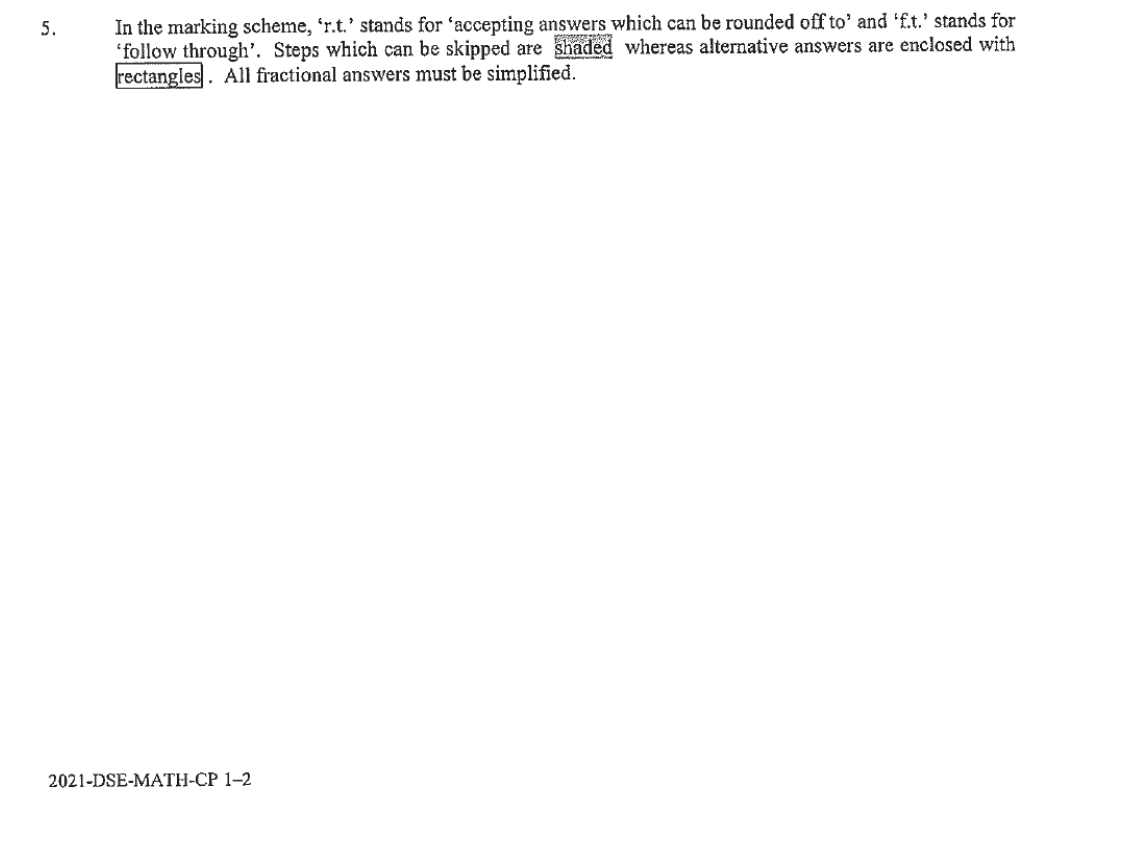 5. In the marking scheme, ‘r.t.’ stands for ‘accepting answers which can be rounded off to’ and ‘f.t.’ stands for
‘follow through’. Steps which can be skipped are shaded whereas alternative answers are enclosed with
rectangles. All fractional answers must be simplified.
2021-DSE-MATH-CP 1–2